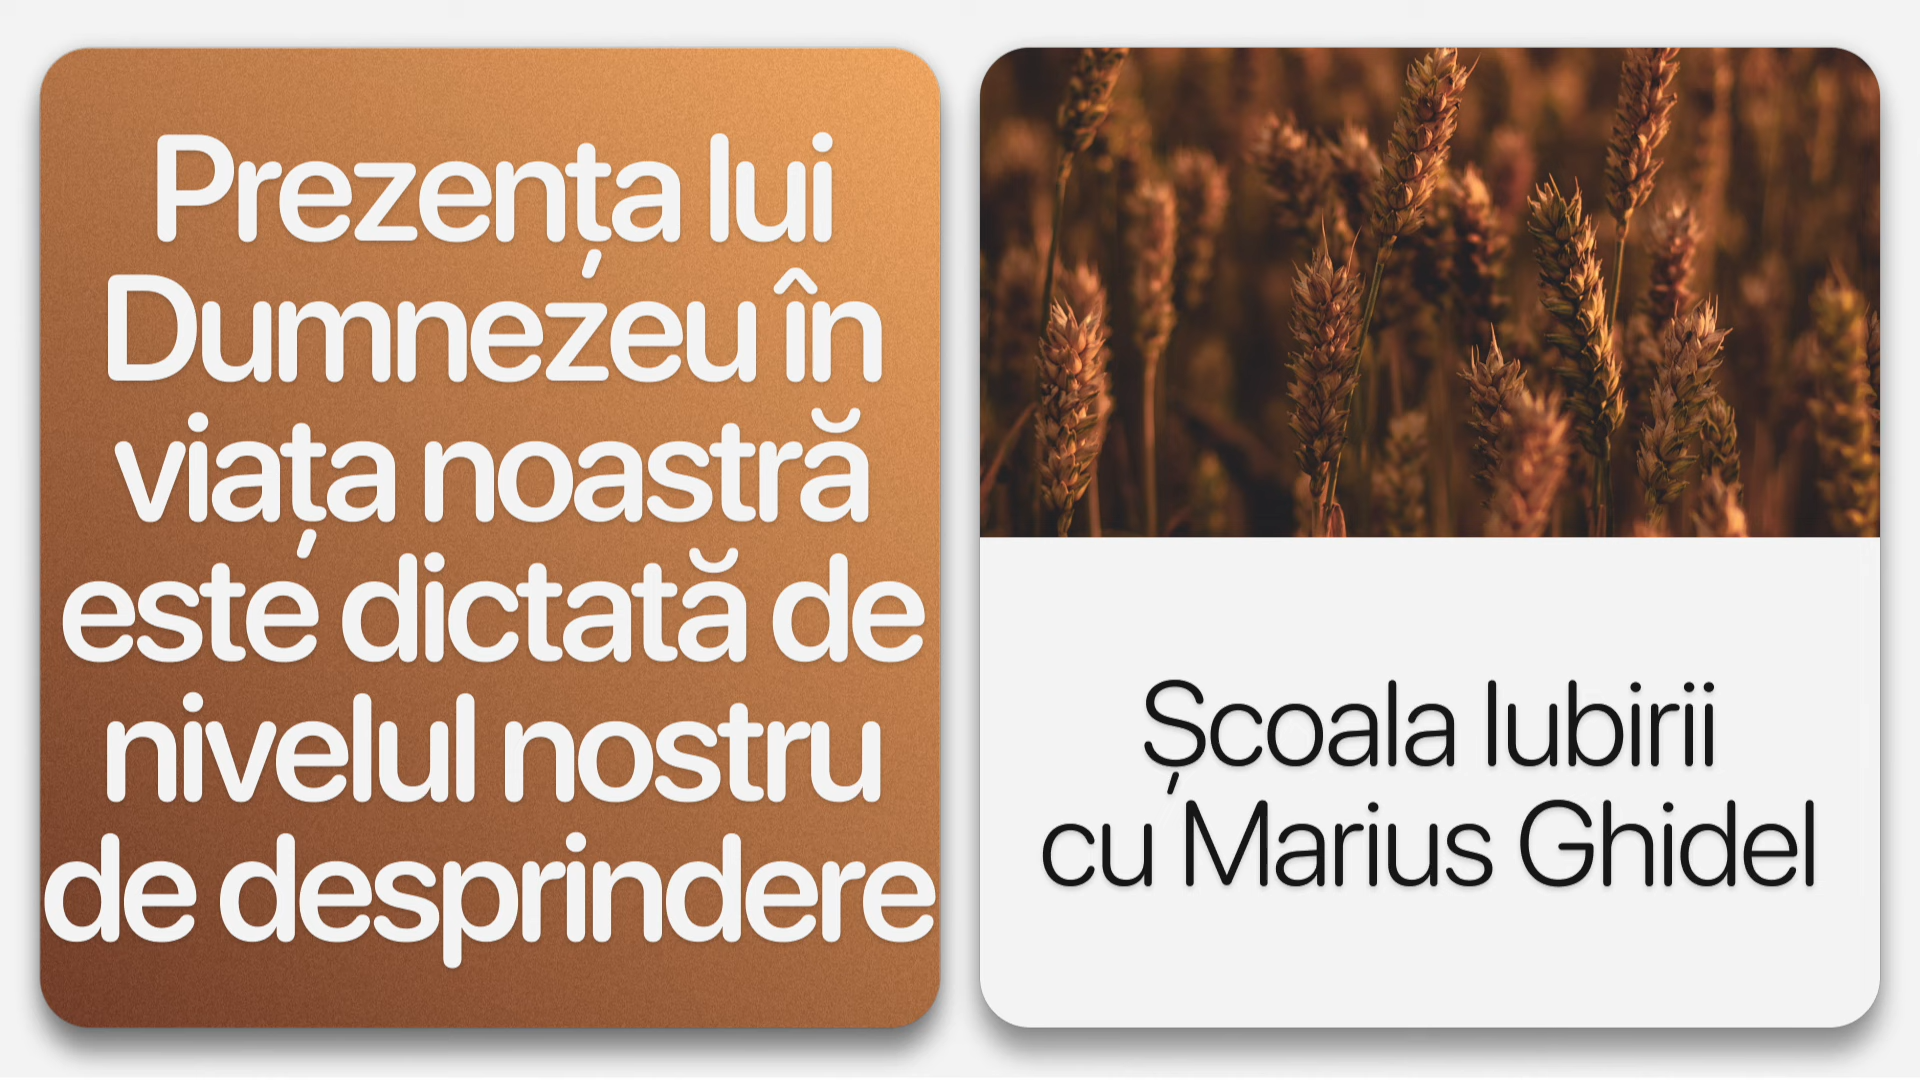 Prezența lui
Dumnezeu în
viața noastră
este dictată de
nivelul nostru
de desprindere
Școala Iubirii
cu Marius Ghidel